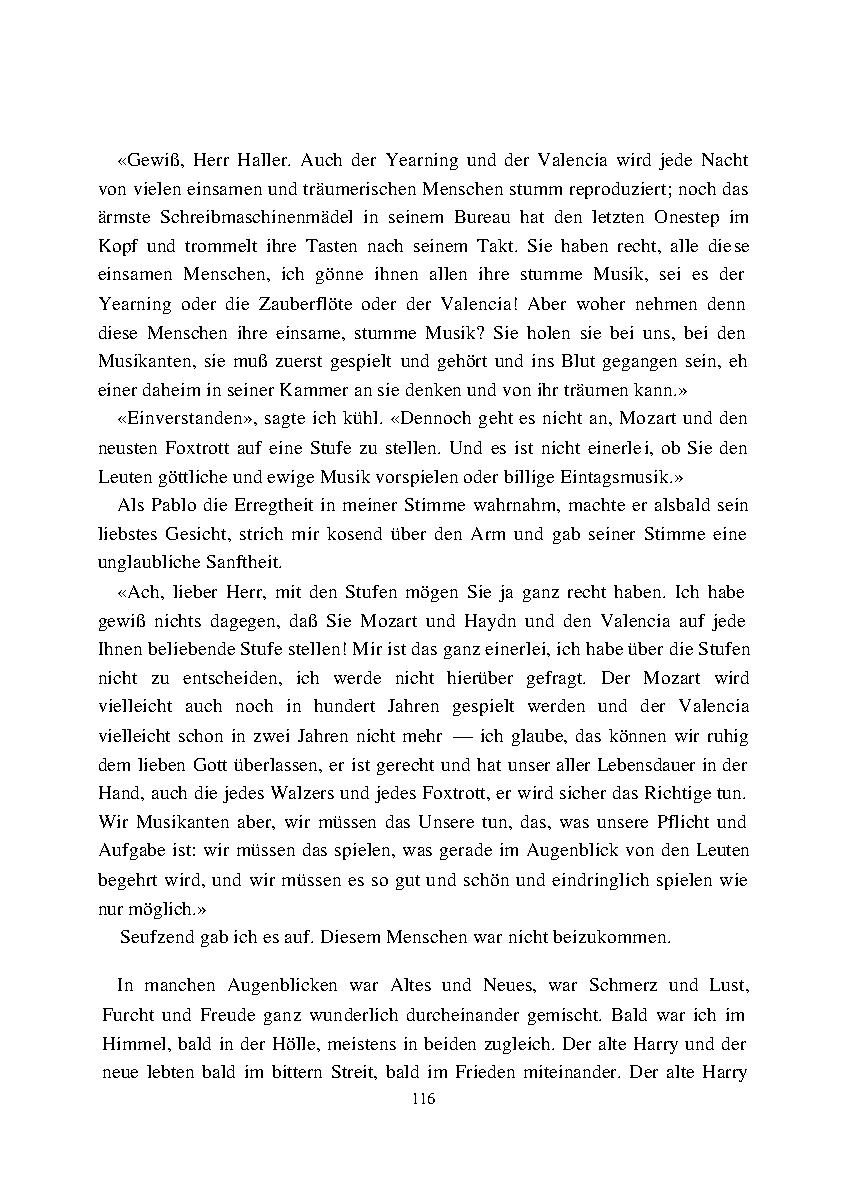 «Gewiß, Herr Haller. Auch der Yearning und der Valencia wird jede Nacht
von vielen einsamen und träumerischen Menschen stumm reproduziert; noch das
ärmste Schreibmaschinenmädel in seinem Bureau hat den letzten Onestep im
Kopf und trommelt ihre Tasten nach seinem Takt. Sie haben recht, alle diese
einsamen Menschen, ich gönne ihnen allen ihre stumme Musik, sei es der
Yearning oder die Zauberflöte oder der Valencia! Aber woher nehmen denn
diese Menschen ihre einsame, stumme Musik? Sie holen sie bei uns, bei den
Musikanten, sie muß zuerst gespielt und gehört und ins Blut gegangen sein, eh
einer daheim in seiner Kammer an sie denken und von ihr träumen kann.»
«Einverstanden», sagte ich kühl. «Dennoch geht es nicht an, Mozart und den
neusten Foxtrott auf eine Stufe zu stellen. Und es ist nicht einerlei, ob Sie den
Leuten göttliche und ewige Musik vorspielen oder billige Eintagsmusik.»
Als Pablo die Erregtheit in meiner Stimme wahrnahm, machte er alsbald sein
liebstes Gesicht, strich mir kosend über den Arm und gab seiner Stimme eine
unglaubliche Sanftheit.
«Ach, lieber Herr, mit den Stufen mögen Sie ja ganz recht haben. Ich habe
gewiß nichts dagegen, daß Sie Mozart und Haydn und den Valencia auf jede
Ihnen beliebende Stufe stellen! Mir ist das ganz einerlei, ich habe über die Stufen
nicht zu entscheiden, ich werde nicht hierüber gefragt. Der Mozart wird
vielleicht auch noch in hundert Jahren gespielt werden und der Valencia
vielleicht schon in zwei Jahren nicht mehr — ich glaube, das können wir ruhig
dem lieben Gott überlassen, er ist gerecht und hat unser aller Lebensdauer in der
Hand, auch die jedes Walzers und jedes Foxtrott, er wird sicher das Richtige tun.
Wir Musikanten aber, wir müssen das Unsere tun, das, was unsere Pflicht und
Aufgabe ist: wir müssen das spielen, was gerade im Augenblick von den Leuten
begehrt wird, und wir müssen es so gut und schön und eindringlich spielen wie
nur möglich.»
Seufzend gab ich es auf. Diesem Menschen war nicht beizukommen.
In manchen Augenblicken war Altes und Neues, war Schmerz und Lust,
Furcht und Freude ganz wunderlich durcheinander gemischt. Bald war ich im
Himmel, bald in der Hölle, meistens in beiden zugleich. Der alte Harry und der
neue lebten bald im bittern Streit, bald im Frieden miteinander. Der alte Harry
116